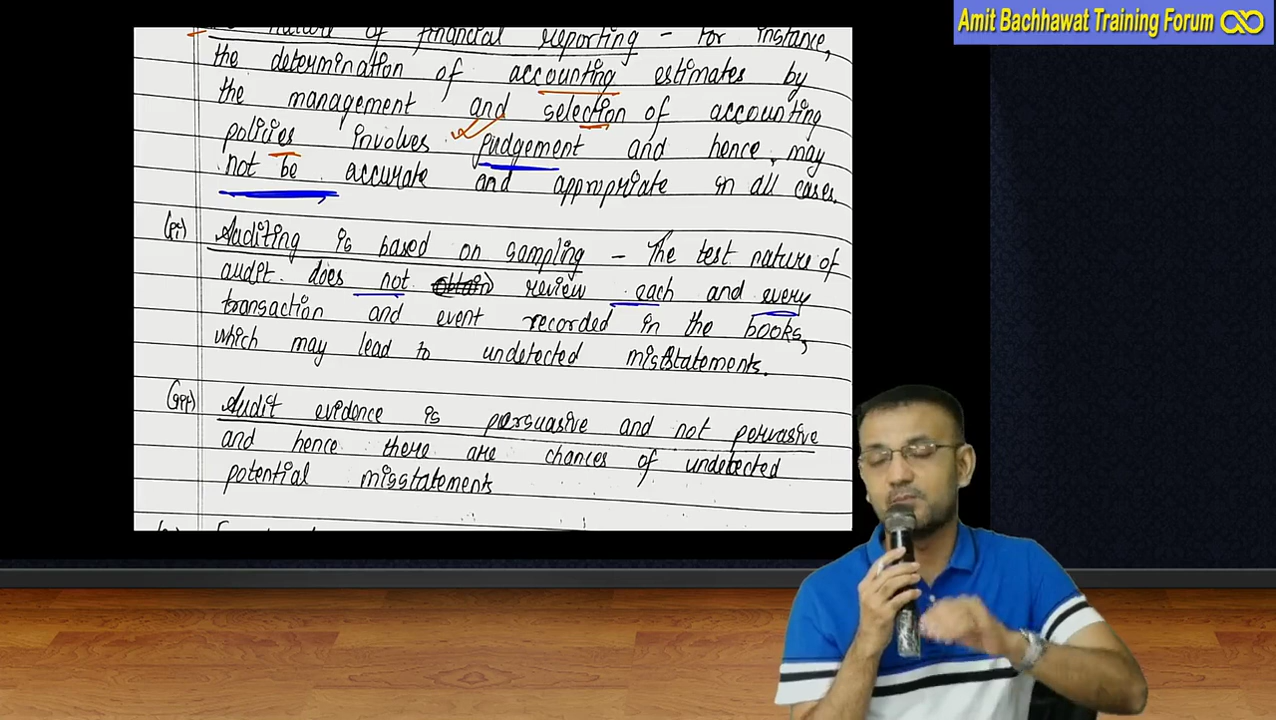 Amit Bachhawat Training Forum
nature of financial reporting - For instance,
the determination of accounting estimates by
the management and selection of accounting
policies involves judgement and hence, may
not be accurate and appropriate in all cases.
(ii) Auditing is based on sampling - The test nature of
audit does not obtain review each and every
transaction and event recorded in the books,
which may lead to undetected misstatements.
(iii) Audit evidence is persuasive and not pervasive
and hence there are chances of undetected
potential misstatements